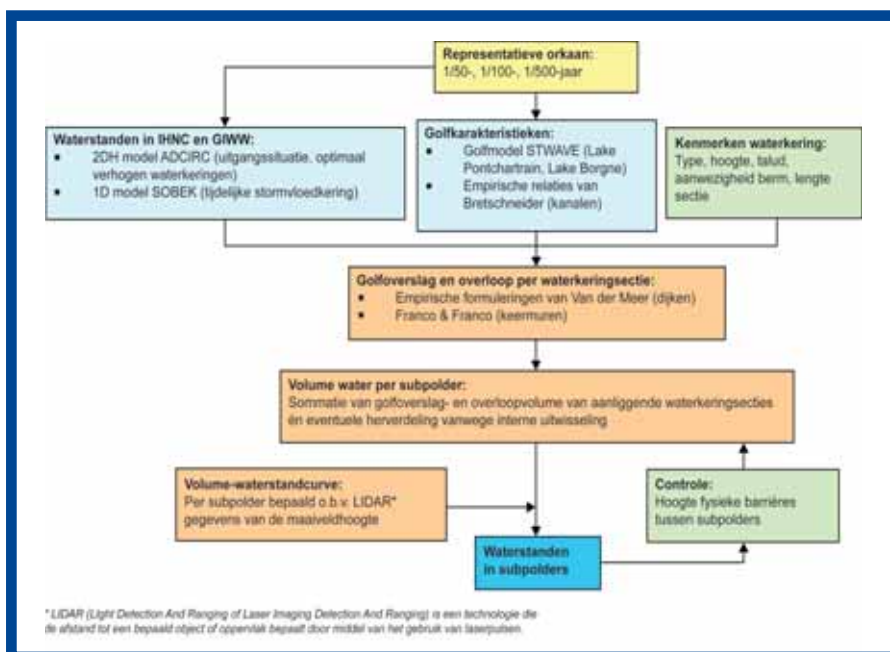 Representatieve orkaan:
1/50-, 1/100-, 1/500-jaar
Waterstanden in IHNC en GIWW:
▪ 2DH model ADCIRC (uitgangssituatie, optimaal
verhogen waterkeringen)
▪ 1D model SOBEK (tijdelijke stormvloedkering)
Golfkarakteristieken:
▪ Golfmodel STWAVE (Lake
Pontchartrain, Lake Borgne)
▪ Empirische relaties van
Bretschneider (kanalen)
Kenmerken waterkering:
Type, hoogte, talud,
aanwezigheid berm, lengte
sectie
Golfoverslag en overloop per waterkeringsectie:
▪ Empirische formuleringen van Van der Meer (dijken)
▪ Franco & Franco (keermuren)
Volume water per subpolder:
Sommatie van golfoverslag- en overloopvolume van aanliggende waterkeringsecties
én eventuele herverdeling vanwege interne uitwisseling
Volume-waterstandcurve:
Per subpolder bepaald o.b.v. LIDAR*
gegevens van de maaiveldhoogte
Controle:
Hoogte fysieke barrières
tussen subpolders
Waterstanden
in subpolders
* LIDAR (Light Detection And Ranging of Laser Imaging Detection And Ranging) is een technologie die
de afstand tot een bepaald object of oppervlak bepaalt door middel van het gebruik van laserpulsen.